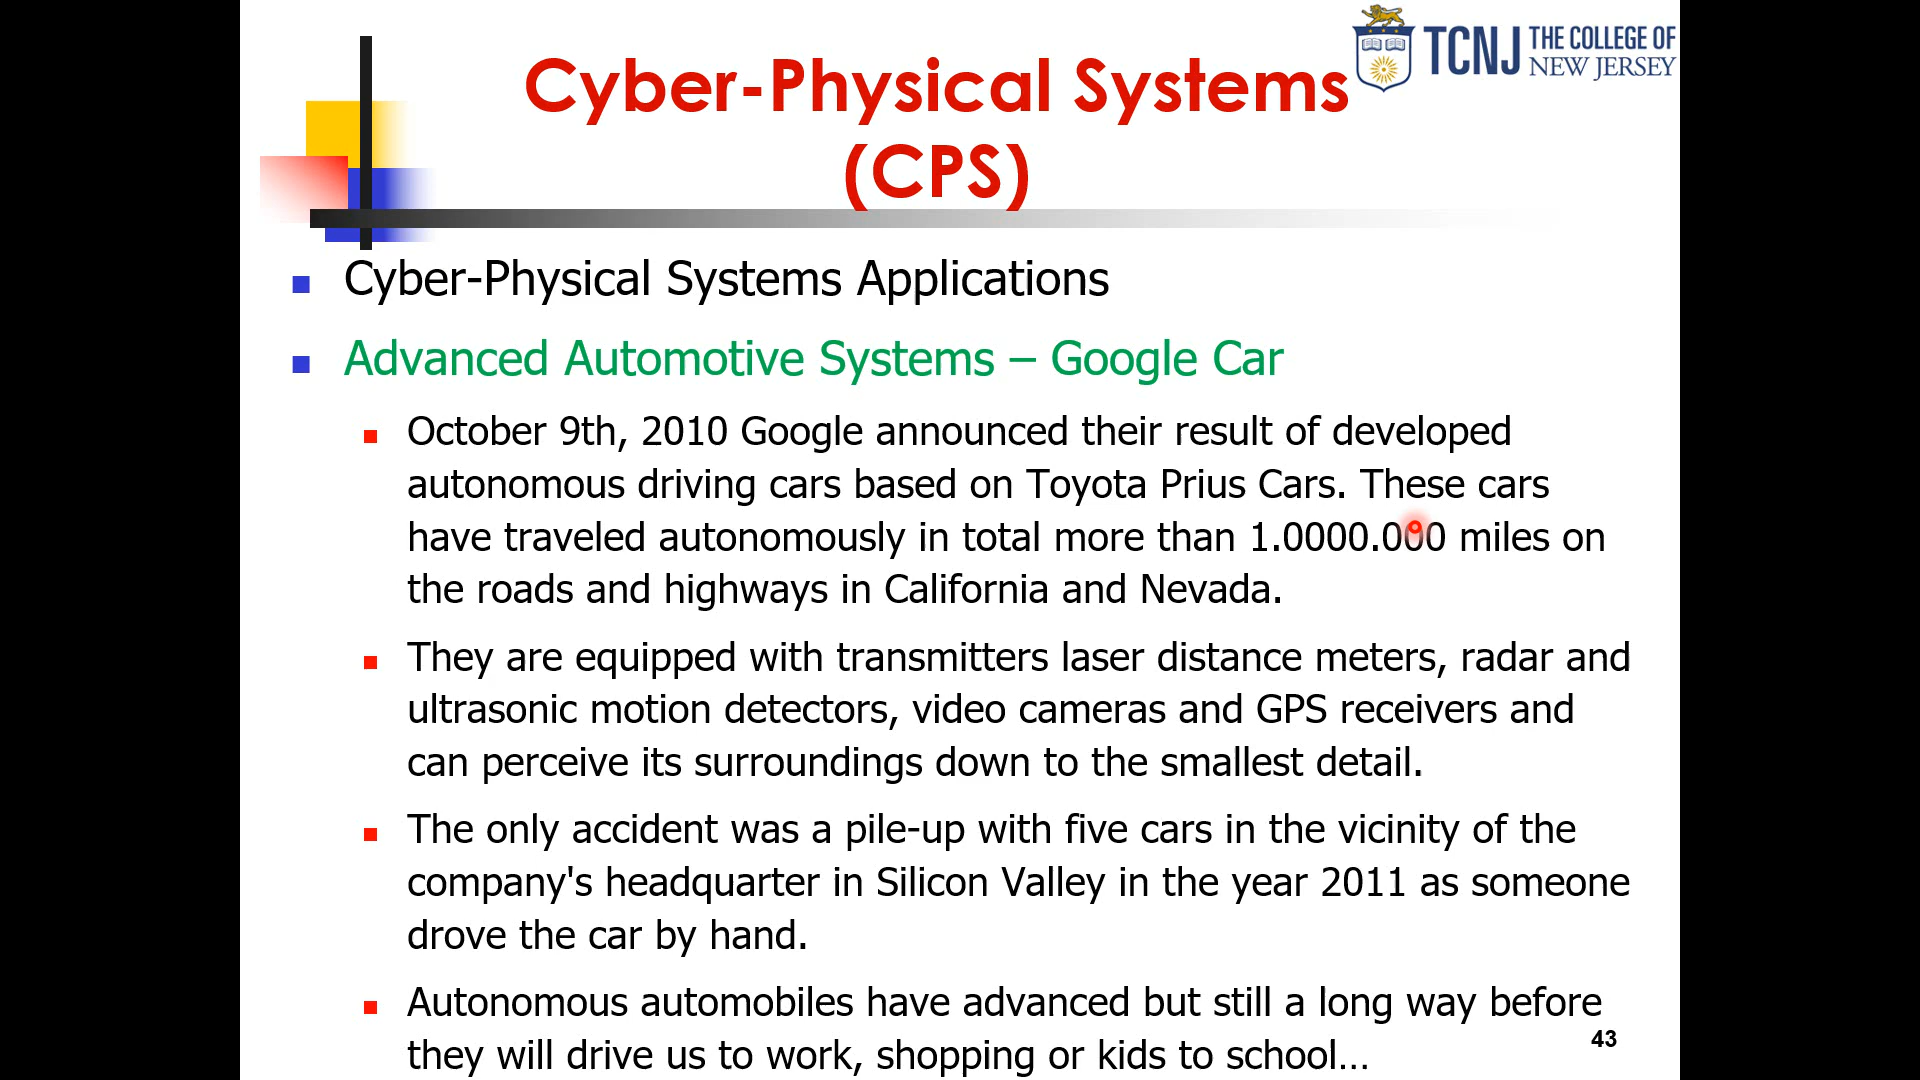 TCNJ THE COLLEGE OF
NEW JERSEY
Cyber-Physical Systems
(CPS)
Cyber-Physical Systems Applications
Advanced Automotive Systems – Google Car
October 9th, 2010 Google announced their result of developed
autonomous driving cars based on Toyota Prius Cars. These cars
have traveled autonomously in total more than 1.0000.000 miles on
the roads and highways in California and Nevada.
They are equipped with transmitters laser distance meters, radar and
ultrasonic motion detectors, video cameras and GPS receivers and
can perceive its surroundings down to the smallest detail.
The only accident was a pile-up with five cars in the vicinity of the
company's headquarter in Silicon Valley in the year 2011 as someone
drove the car by hand.
Autonomous automobiles have advanced but still a long way before
they will drive us to work, shopping or kids to school…
43